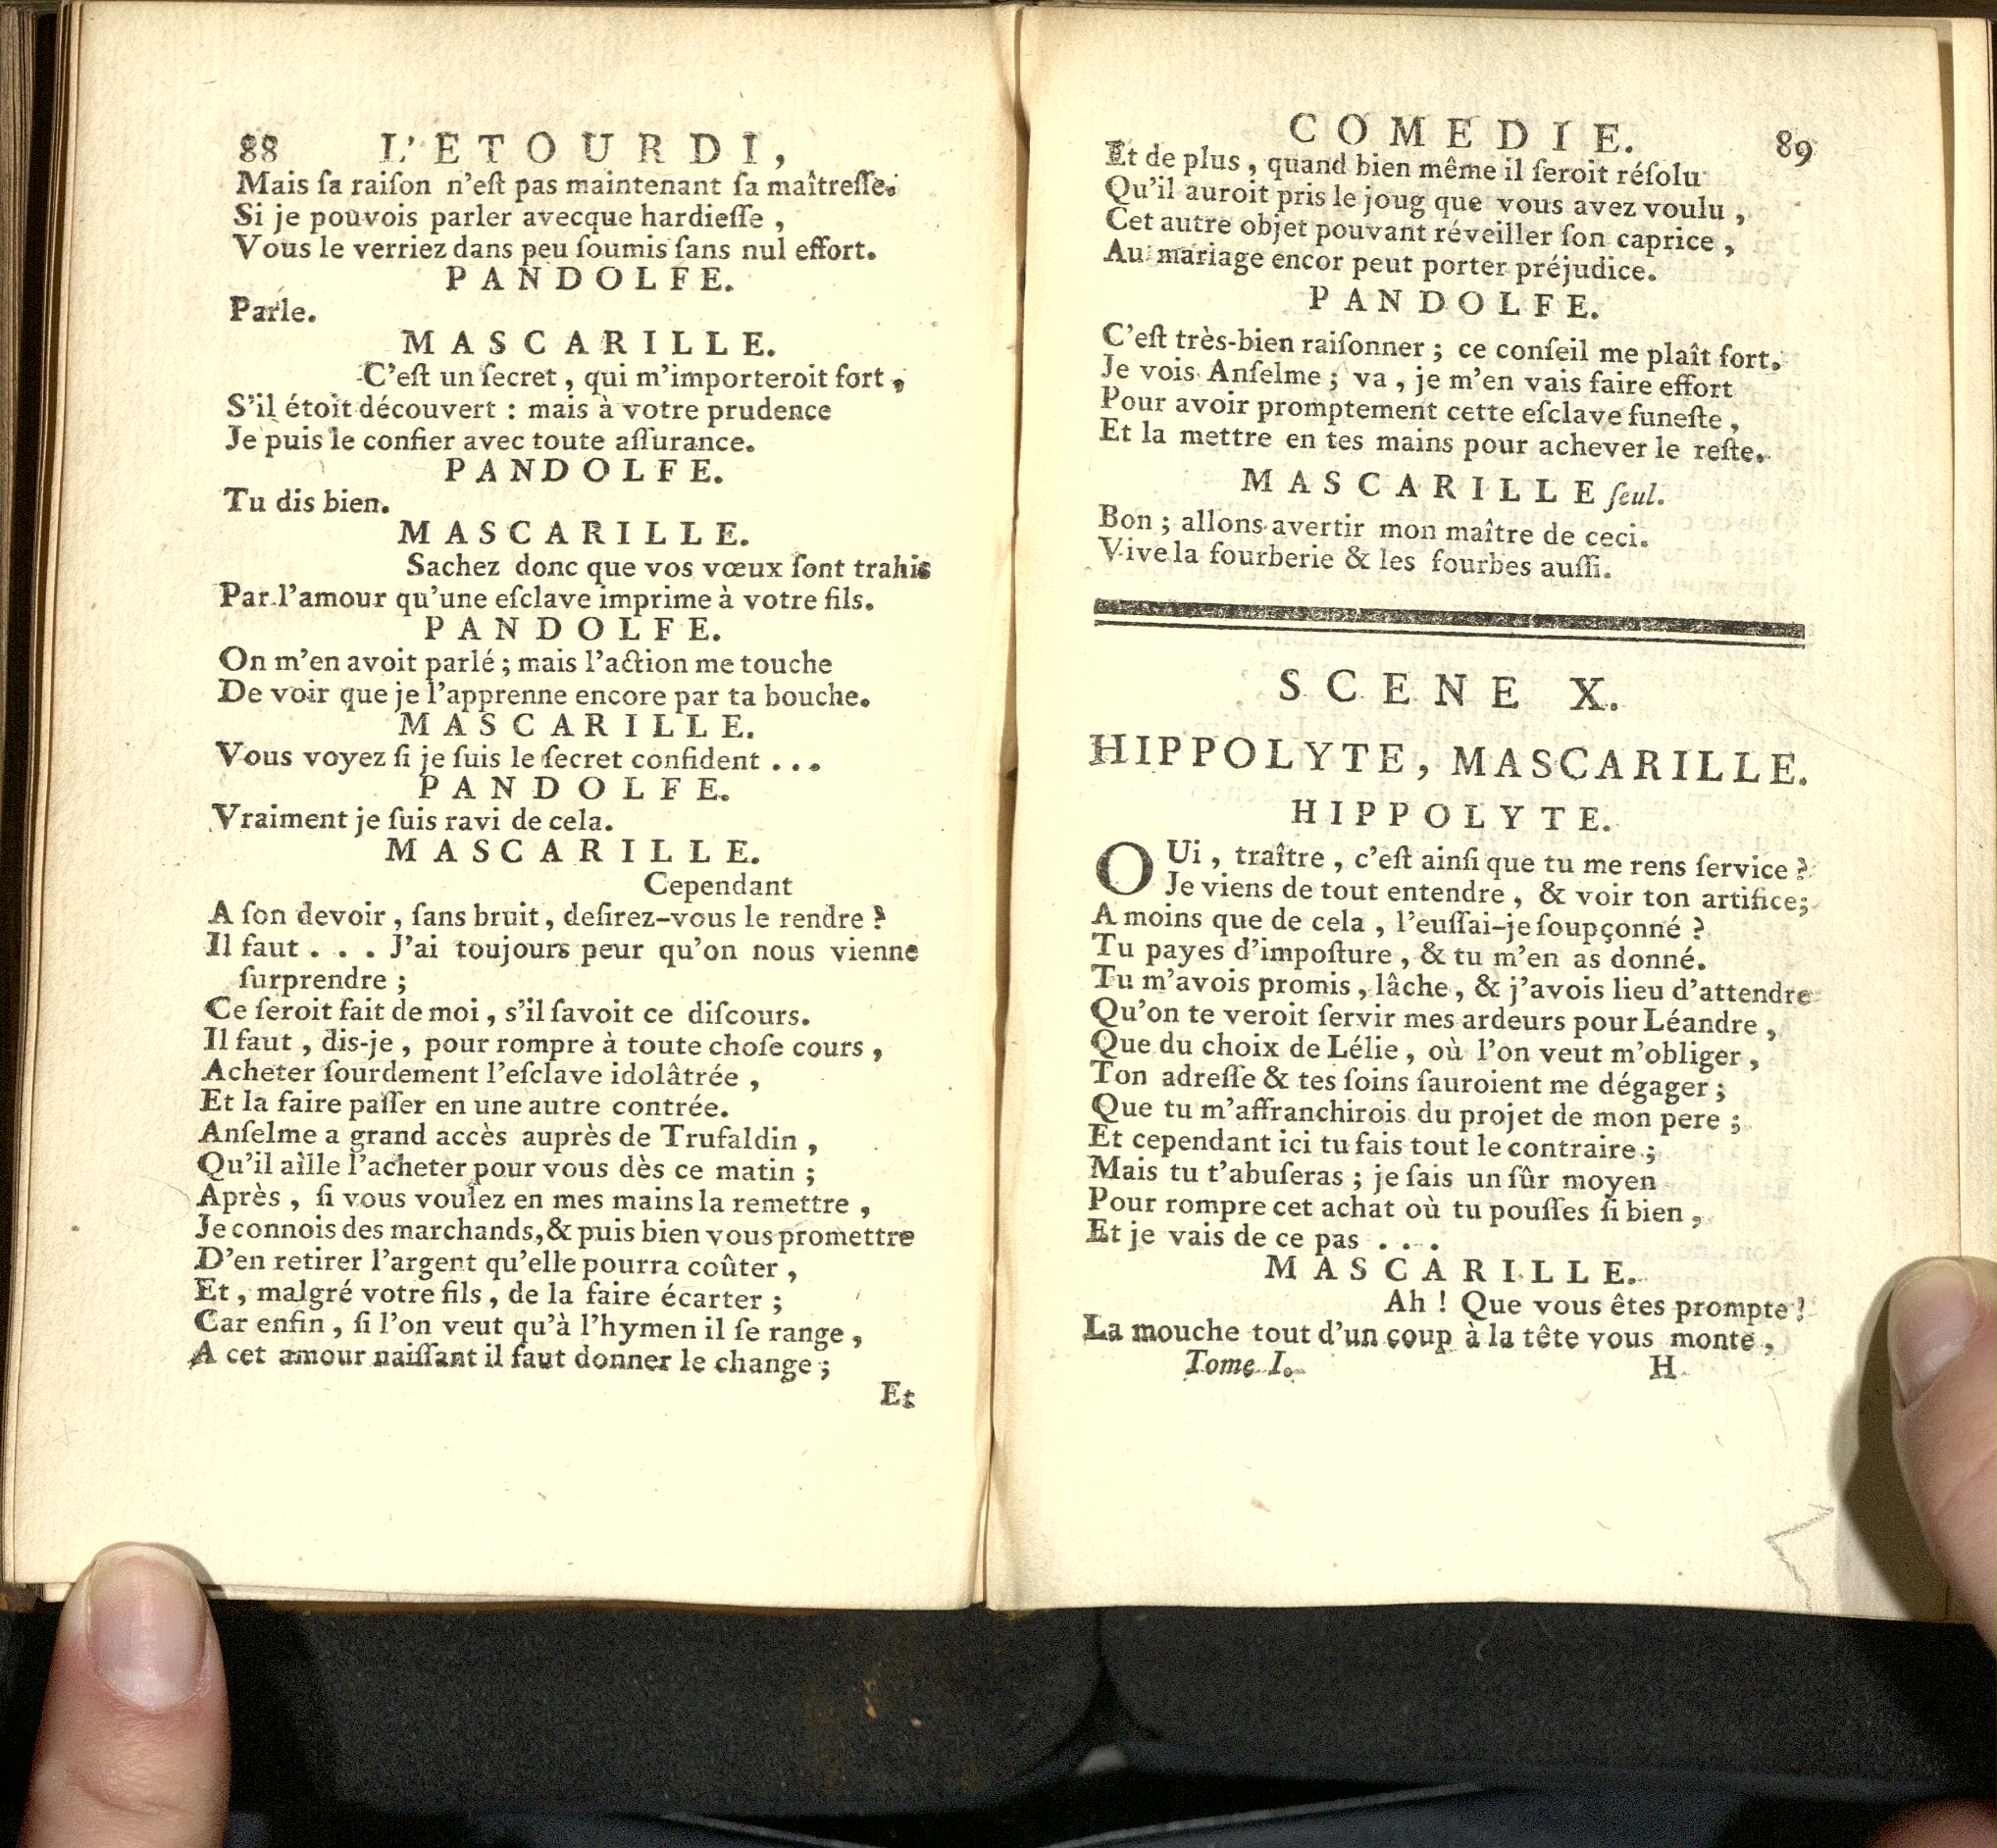 88 L'ETOURDI,
Mais ſa raiſon n'eſt pas maintenant ſa maîtreſſe.
Si je pouvois parler avecque hardieſſe ,
Vous le verriez dans peu ſoumis ſans nul effort.
PANDOLFE.
Parle.
MASCARILLE.
C'eſt un ſecret , qui m'importeroit fort ,
S'il étoit découvert : mais à votre prudence
Je puis le confier avec toute aſſurance.
PANDOLFE.
Tu dis bien.
MASCARILLE.
Sachez donc que vos vœux ſont trahis
Par l'amour qu'une eſclave imprime à votre fils.
PANDOLFE.
On m'en avoit parlé ; mais l'action me touche
De voir que je l'apprenne encore par ta bouche.
MASCARILLE.
Vous voyez ſi je ſuis le ſecret confident . . .
PANDOLFE.
Vraiment je ſuis ravi de cela.
MASCARILLE.
Cependant
A ſon devoir , ſans bruit , deſirez-vous le rendre ?
Il faut . . . J'ai toujours peur qu'on nous vienne
ſurprendre ;
Ce ſeroit fait de moi , s'il ſavoit ce diſcours.
Il faut , dis-je , pour rompre à toute choſe cours ,
Acheter ſourdement l'eſclave idolâtrée ,
Et la faire paſſer en une autre contrée.
Anſelme a grand accès auprès de Trufaldin ,
Qu'il aille l'acheter pour vous dès ce matin ;
Après , ſi vous voulez en mes mains la remettre ,
Je connois des marchands, & puis bien vous promettre
D'en retirer l'argent qu'elle pourra coûter ,
Et , malgré votre fils , de la faire écarter ;
Car enfin , ſi l'on veut qu'à l'hymen il ſe range ,
A cet amour naiſſant il faut donner le change ;
Et
COMEDIE. 89
Et de plus , quand bien même il ſeroit réſolu
Qu'il auroit pris le joug que vous avez voulu ,
Cet autre objet pouvant réveiller ſon caprice ,
Au mariage encor peut porter préjudice.
PANDOLFE.
C'eſt très-bien raiſonner ; ce conſeil me plaît fort.
Je vois Anſelme ; va , je m'en vais faire effort
Pour avoir promptement cette eſclave funeſte ,
Et la mettre en tes mains pour achever le reſte.
MASCARILLE ſeul.
Bon ; allons avertir mon maître de ceci.
Vive la fourberie & les fourbes auſſi.
SCENE X.
HIPPOLYTE, MASCARILLE.
HIPPOLYTE.
OUi , traître , c'eſt ainſi que tu me rens ſervice ?
Je viens de tout entendre , & voir ton artifice ;
A moins que de cela , l'euſſai-je ſoupçonné ?
Tu payes d'impoſture , & tu m'en as donné.
Tu m'avois promis , lâche , & j'avois lieu d'attendre
Qu'on te veroit ſervir mes ardeurs pour Léandre ,
Que du choix de Lélie , où l'on veut m'obliger ,
Ton adreſſe & tes ſoins ſauroient me dégager ;
Que tu m'affranchirois du projet de mon pere ;
Et cependant ici tu fais tout le contraire ;
Mais tu t'abuſeras ; je ſais un ſûr moyen
Pour rompre cet achat où tu pouſſes ſi bien ,
Et je vais de ce pas . . .
MASCARILLE.
Ah ! Que vous êtes prompte !
La mouche tout d'un coup à la tête vous monte ,
Tome I. H